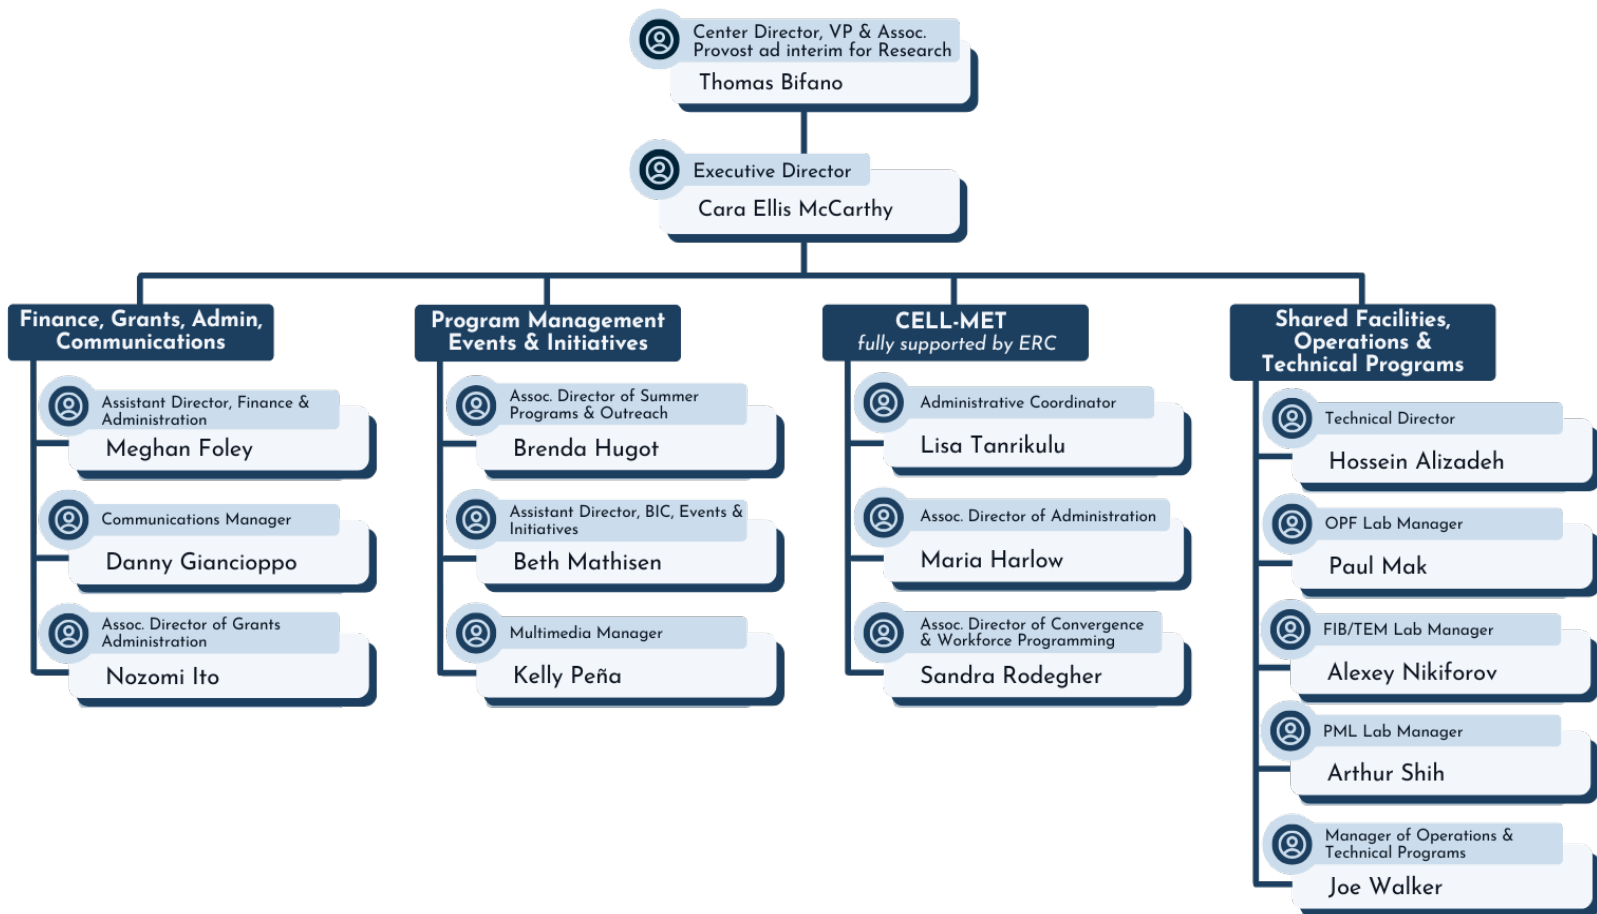 Center Director, VP & Assoc.
Provost ad interim for Research
Thomas Bifano
Executive Director
Cara Ellis McCarthy
Finance, Grants, Admin,
Communications
Assistant Director, Finance &
Administration
Meghan Foley
Communications Manager
Danny Giancioppo
Assoc. Director of Grants
Administration
Nozomi Ito
Program Management
Events & Initiatives
Assoc. Director of Summer
Programs & Outreach
Brenda Hugot
Assistant Director, BIC, Events &
Initiatives
Beth Mathisen
Multimedia Manager
Kelly Peña
CELL-MET
fully supported by ERC
Administrative Coordinator
Lisa Tanrikulu
Assoc. Director of Administration
Maria Harlow
Assoc. Director of Convergence
& Workforce Programming
Sandra Rodegher
Shared Facilities,
Operations &
Technical Programs
Technical Director
Hossein Alizadeh
OPF Lab Manager
Paul Mak
FIB/TEM Lab Manager
Alexey Nikiforov
PML Lab Manager
Arthur Shih
Manager of Operations &
Technical Programs
Joe Walker